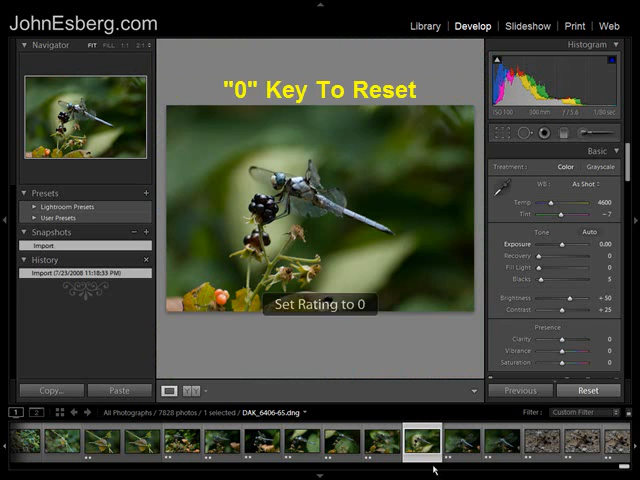 JohnEsberg.com
Library | Develop | Slideshow | Print | Web
Navigator FIT FILL 1:1 2:1
Histogram
"0" Key To Reset
ISO 100 200 mm f / 5.6
Basic
Treatment : Color Grayscale
WB : As Shot
Temp 4600
Tint - 7
Tone Auto
Exposure 0.00
Recovery 0
Fill Light 0
Blacks 5
Brightness + 50
Contrast + 25
Presence
Clarity 0
Vibrance 0
Saturation 0
Presets
Lightroom Presets
User Presets
Snapshots
Import
History
Import (7/23/2008 11:18:33 PM)
Set Rating to 0
Copy... Paste
Previous Reset
1 2 All Photographs / 7828 photos / 1 selected / DAK_6406-65.dng
Filter : Custom Filter